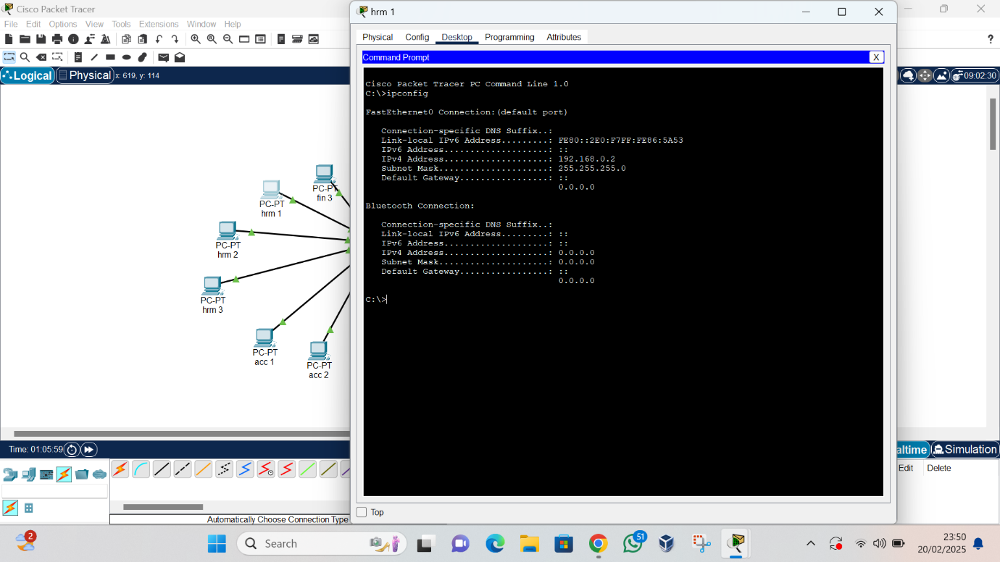 Cisco Packet Tracer
File Edit Options View Tools Extensions Window Help
?
Logical Physical x: 619, y: 114
09:02:30
PC-PT
fin 3
PC-PT
hrm 1
PC-PT
hrm 2
PC-PT
hrm 3
PC-PT
acc 1
PC-PT
acc 2
hrm 1
Physical Config Desktop Programming Attributes
Command Prompt
X
Cisco Packet Tracer PC Command Line 1.0
C:\>ipconfig
FastEthernet0 Connection:(default port)
Connection-specific DNS Suffix..:
Link-local IPv6 Address.........: FE80::2E0:F7FF:FE86:5A53
IPv6 Address....................: ::
IPv4 Address....................: 192.168.0.2
Subnet Mask.....................: 255.255.255.0
Default Gateway.................: ::
0.0.0.0
Bluetooth Connection:
Connection-specific DNS Suffix..:
Link-local IPv6 Address.........: ::
IPv6 Address....................: ::
IPv4 Address....................: 0.0.0.0
Subnet Mask.....................: 0.0.0.0
Default Gateway.................: ::
0.0.0.0
C:\>
Top
Time: 01:05:59
altime Simulation
Edit Delete
Automatically Choose Connection Type
2
Search
51
23:50
20/02/2025